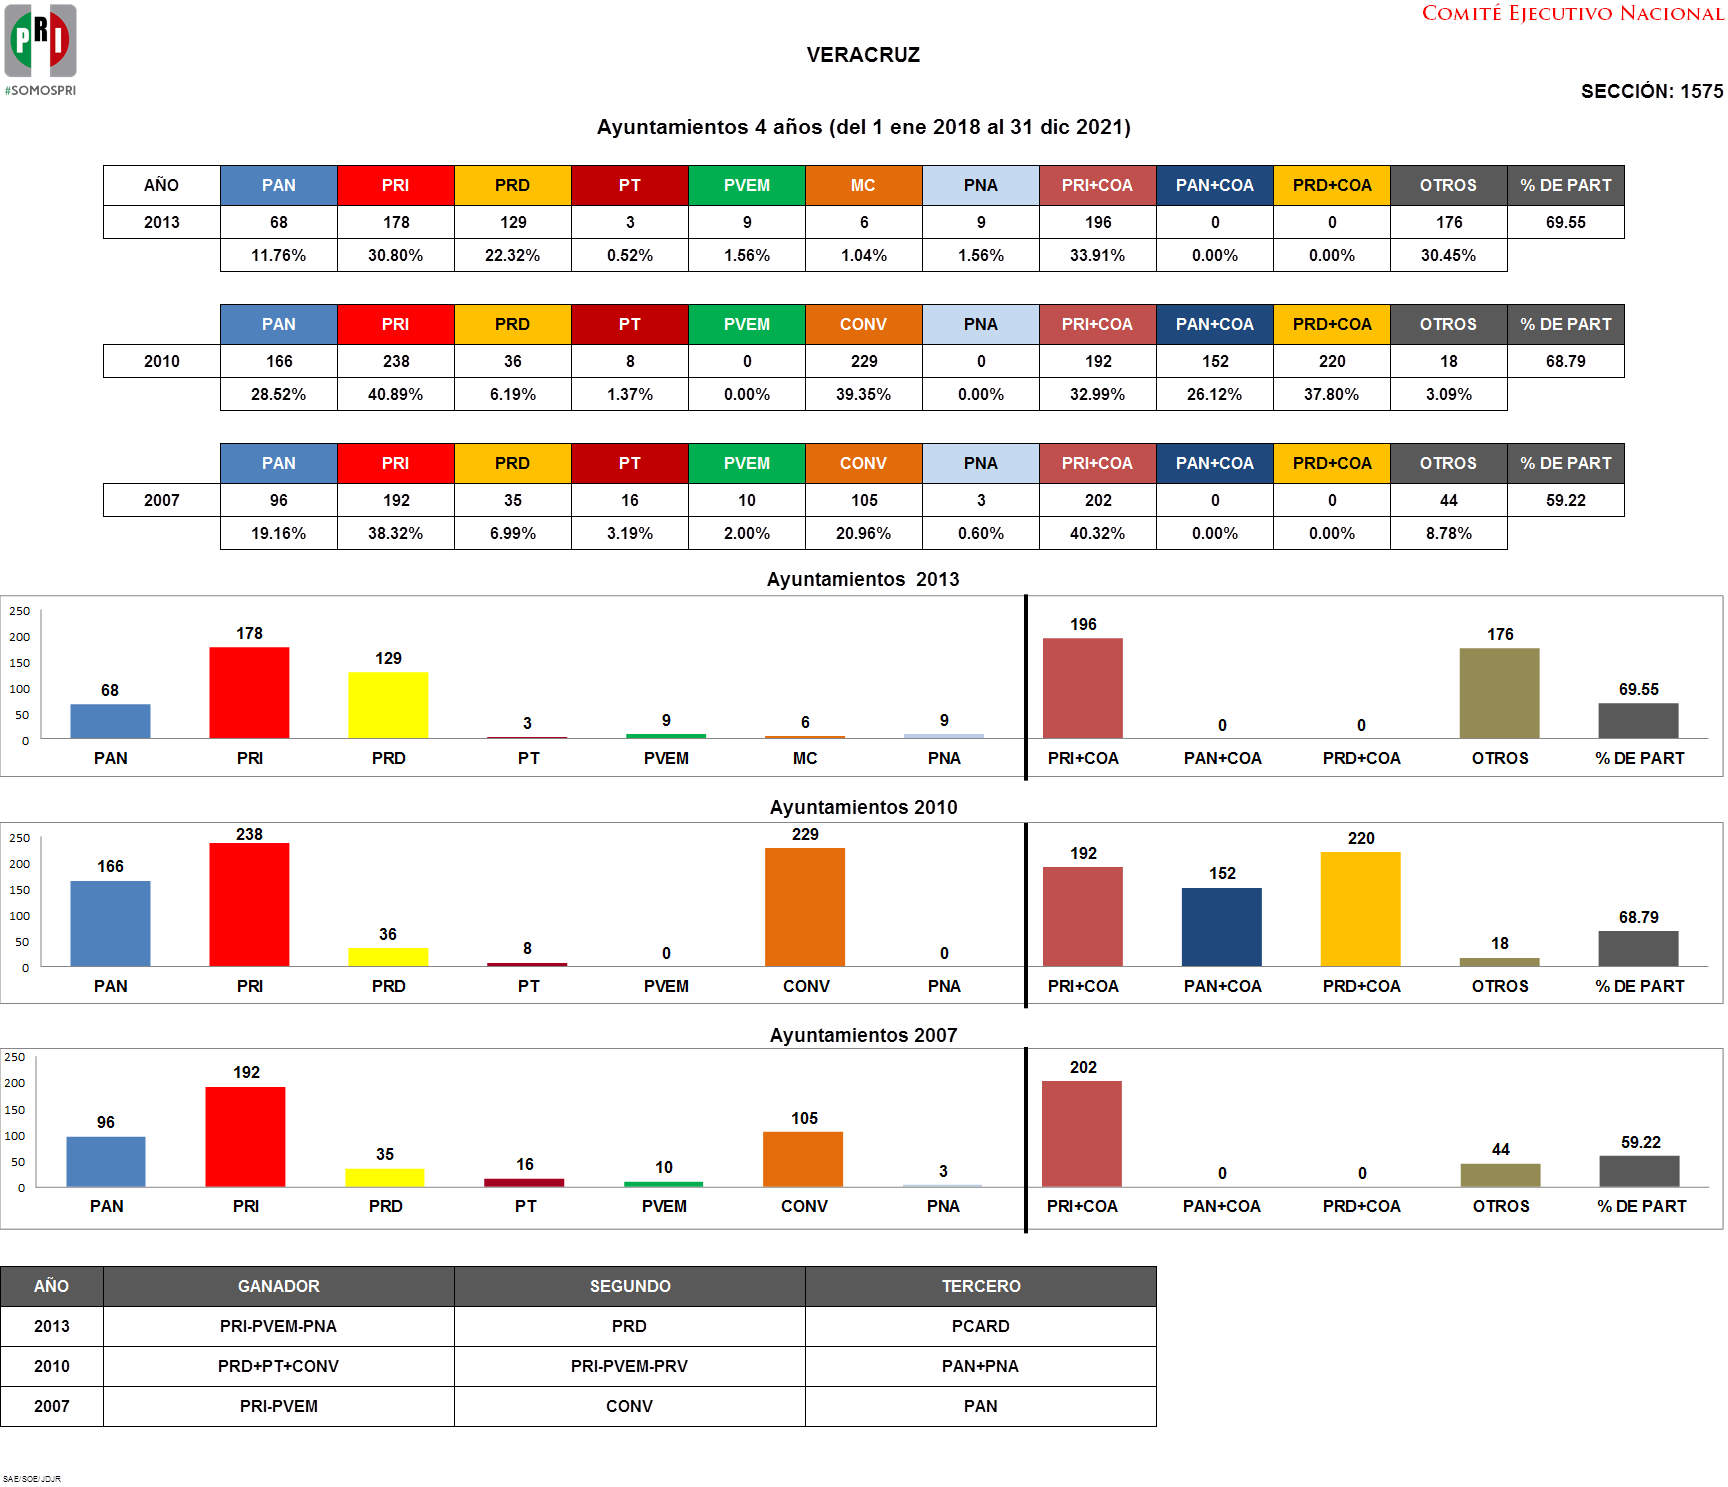 PRI
#SOMOSPRI
COMITÉ EJECUTIVO NACIONAL
VERACRUZ
SECCIÓN: 1575
Ayuntamientos 4 años (del 1 ene 2018 al 31 dic 2021)
AÑO PAN PRI PRD PT PVEM MC PNA PRI+COA PAN+COA PRD+COA OTROS % DE PART
2013 68 178 129 3 9 6 9 196 0 0 176 69.55
11.76% 30.80% 22.32% 0.52% 1.56% 1.04% 1.56% 33.91% 0.00% 0.00% 30.45%
PAN PRI PRD PT PVEM CONV PNA PRI+COA PAN+COA PRD+COA OTROS % DE PART
2010 166 238 36 8 0 229 0 192 152 220 18 68.79
28.52% 40.89% 6.19% 1.37% 0.00% 39.35% 0.00% 32.99% 26.12% 37.80% 3.09%
PAN PRI PRD PT PVEM CONV PNA PRI+COA PAN+COA PRD+COA OTROS % DE PART
2007 96 192 35 16 10 105 3 202 0 0 44 59.22
19.16% 38.32% 6.99% 3.19% 2.00% 20.96% 0.60% 40.32% 0.00% 0.00% 8.78%
Ayuntamientos 2013
250
200
150
100
50
0
68 178 129 3 9 6 9 196 0 0 176 69.55
PAN PRI PRD PT PVEM MC PNA PRI+COA PAN+COA PRD+COA OTROS % DE PART
Ayuntamientos 2010
250
200
150
100
50
0
166 238 36 8 0 229 0 192 152 220 18 68.79
PAN PRI PRD PT PVEM CONV PNA PRI+COA PAN+COA PRD+COA OTROS % DE PART
Ayuntamientos 2007
250
200
150
100
50
0
96 192 35 16 10 105 3 202 0 0 44 59.22
PAN PRI PRD PT PVEM CONV PNA PRI+COA PAN+COA PRD+COA OTROS % DE PART
AÑO GANADOR SEGUNDO TERCERO
2013 PRI-PVEM-PNA PRD PCARD
2010 PRD+PT+CONV PRI-PVEM-PRV PAN+PNA
2007 PRI-PVEM CONV PAN
SAE/SOE/JDJR